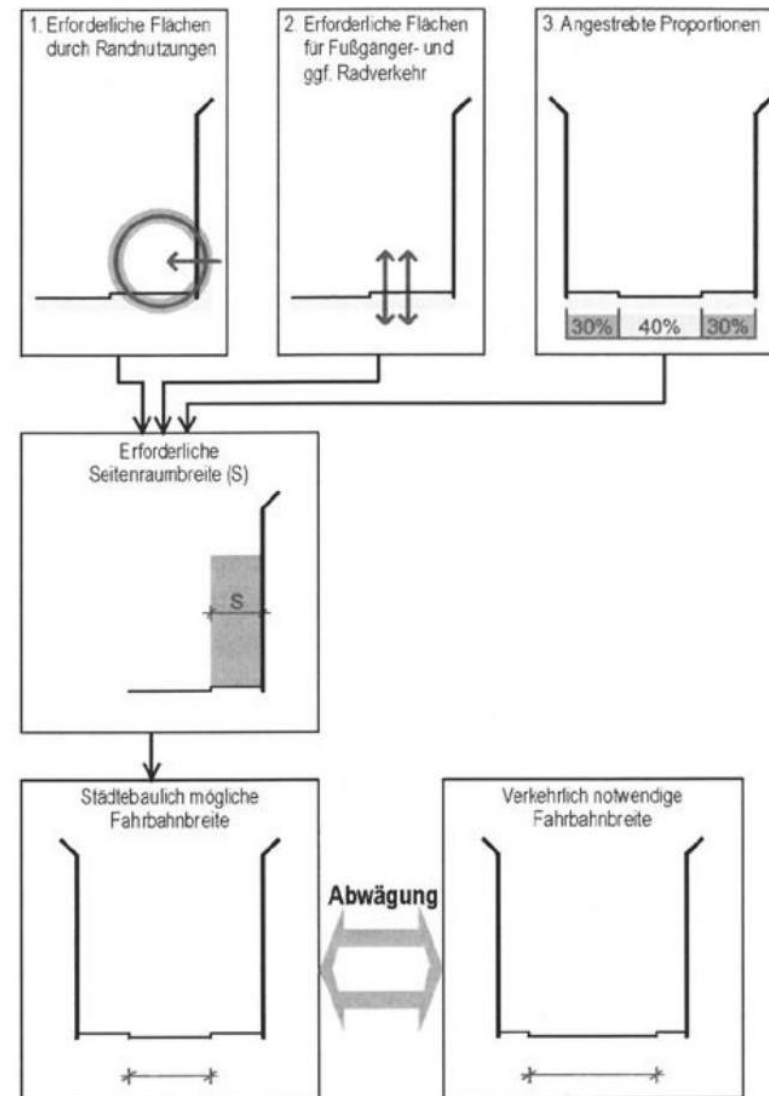 1. Erforderliche Flächen
durch Randnutzungen
2. Erforderliche Flächen
für Fußgänger- und
ggf. Radverkehr
3. Angestrebte Proportionen
30% 40% 30%
Erforderliche
Seitenraumbreite (S)
S
Städtebaulich mögliche
Fahrbahnbreite
Abwägung
Verkehrlich notwendige
Fahrbahnbreite